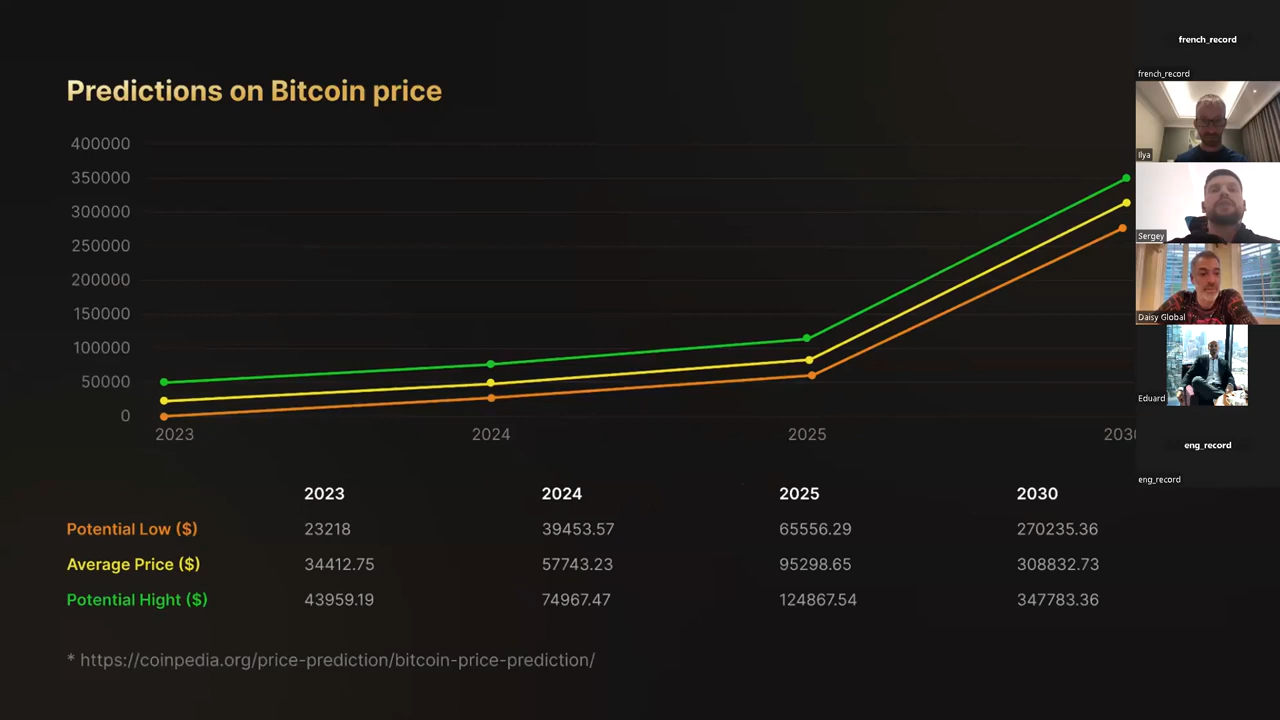 Predictions on Bitcoin price
400000
350000
300000
250000
200000
150000
100000
50000
0
2023 2024 2025 2030
2023 2024 2025 2030
Potential Low ($) 23218 39453.57 65556.29 270235.36
Average Price ($) 34412.75 57743.23 95298.65 308832.73
Potential Hight ($) 43959.19 74967.47 124867.54 347783.36
* https://coinpedia.org/price-prediction/bitcoin-price-prediction/
french_record
french_record
Ilya
Sergey
Daisy Global
Eduard
eng_record
eng_record